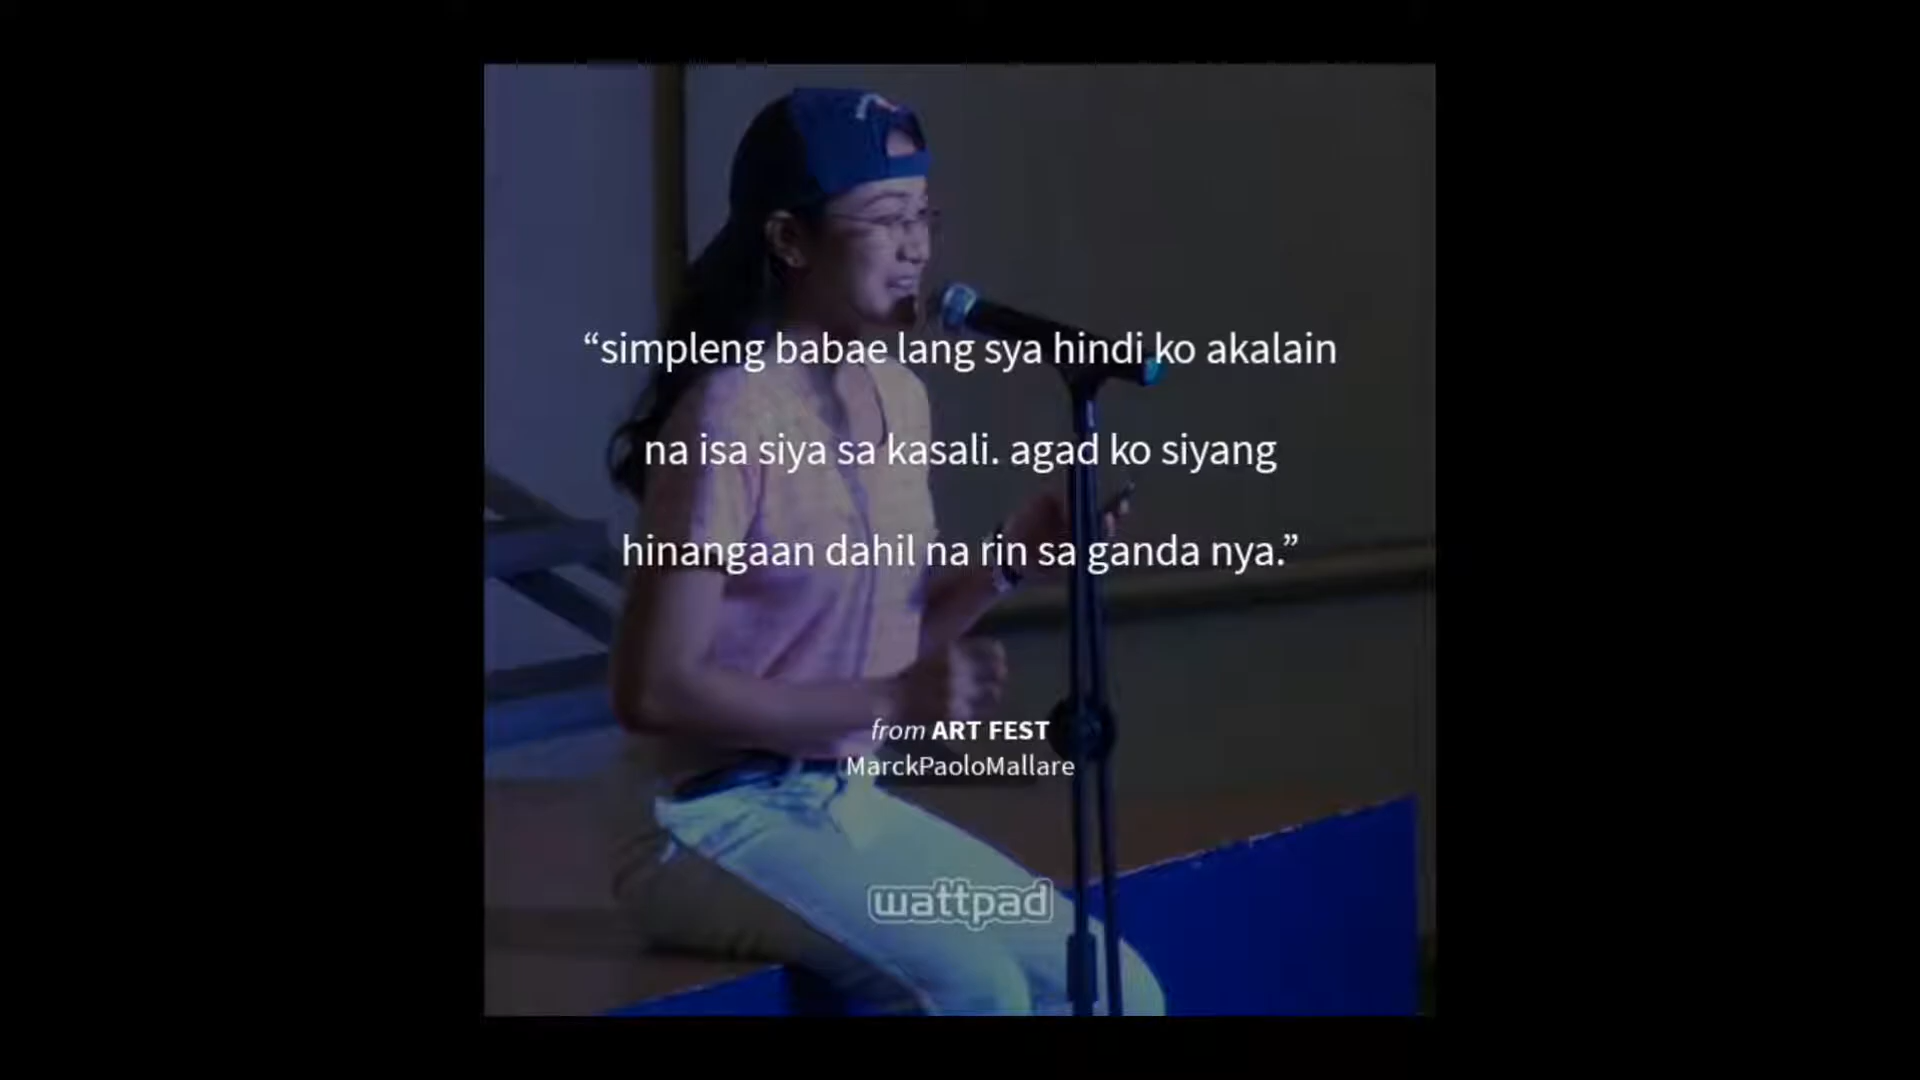 “simpleng babae lang sya hindi ko akalain
na isa siya sa kasali. agad ko siyang
hinangaan dahil na rin sa ganda nya.”
from ART FEST
MarckPaoloMallare
wattpad